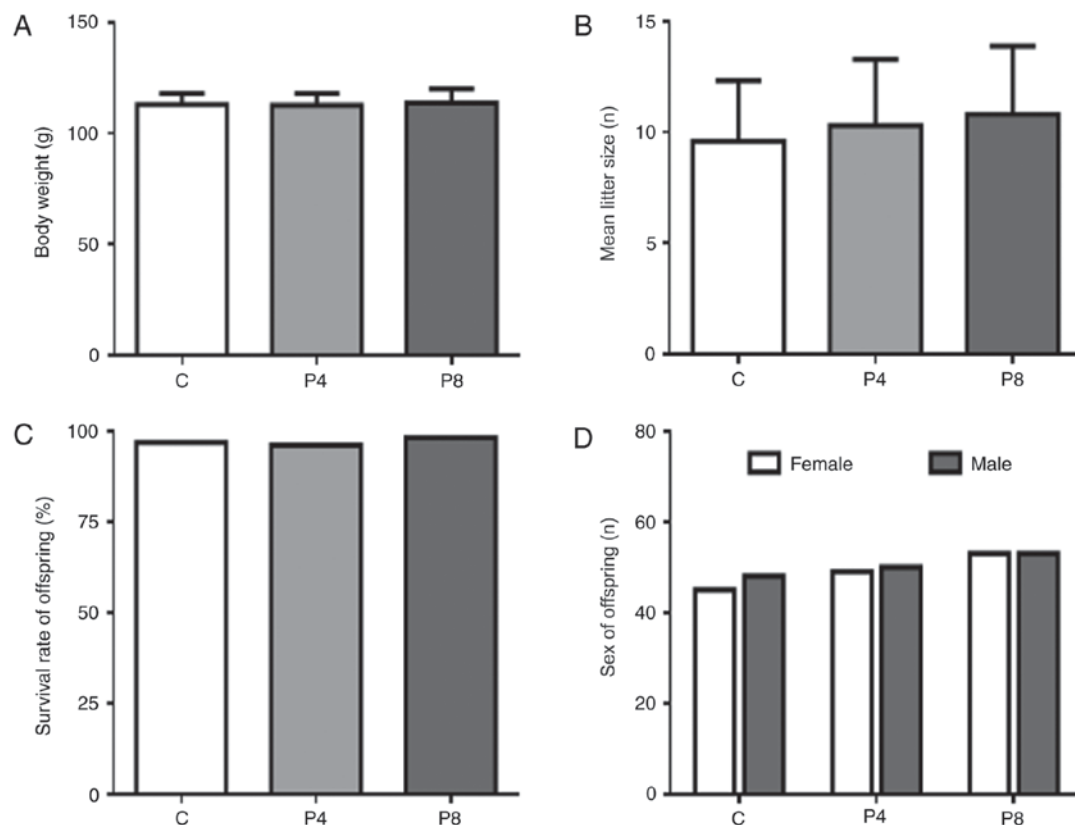 A
Body weight (g)
150
100
50
0
C P4 P8
B
Mean litter size (n)
15
10
5
0
C P4 P8
C
Survival rate of offspring (%)
100
75
50
25
0
C P4 P8
D
Sex of offspring (n)
80
60
40
20
0
Female Male
C P4 P8